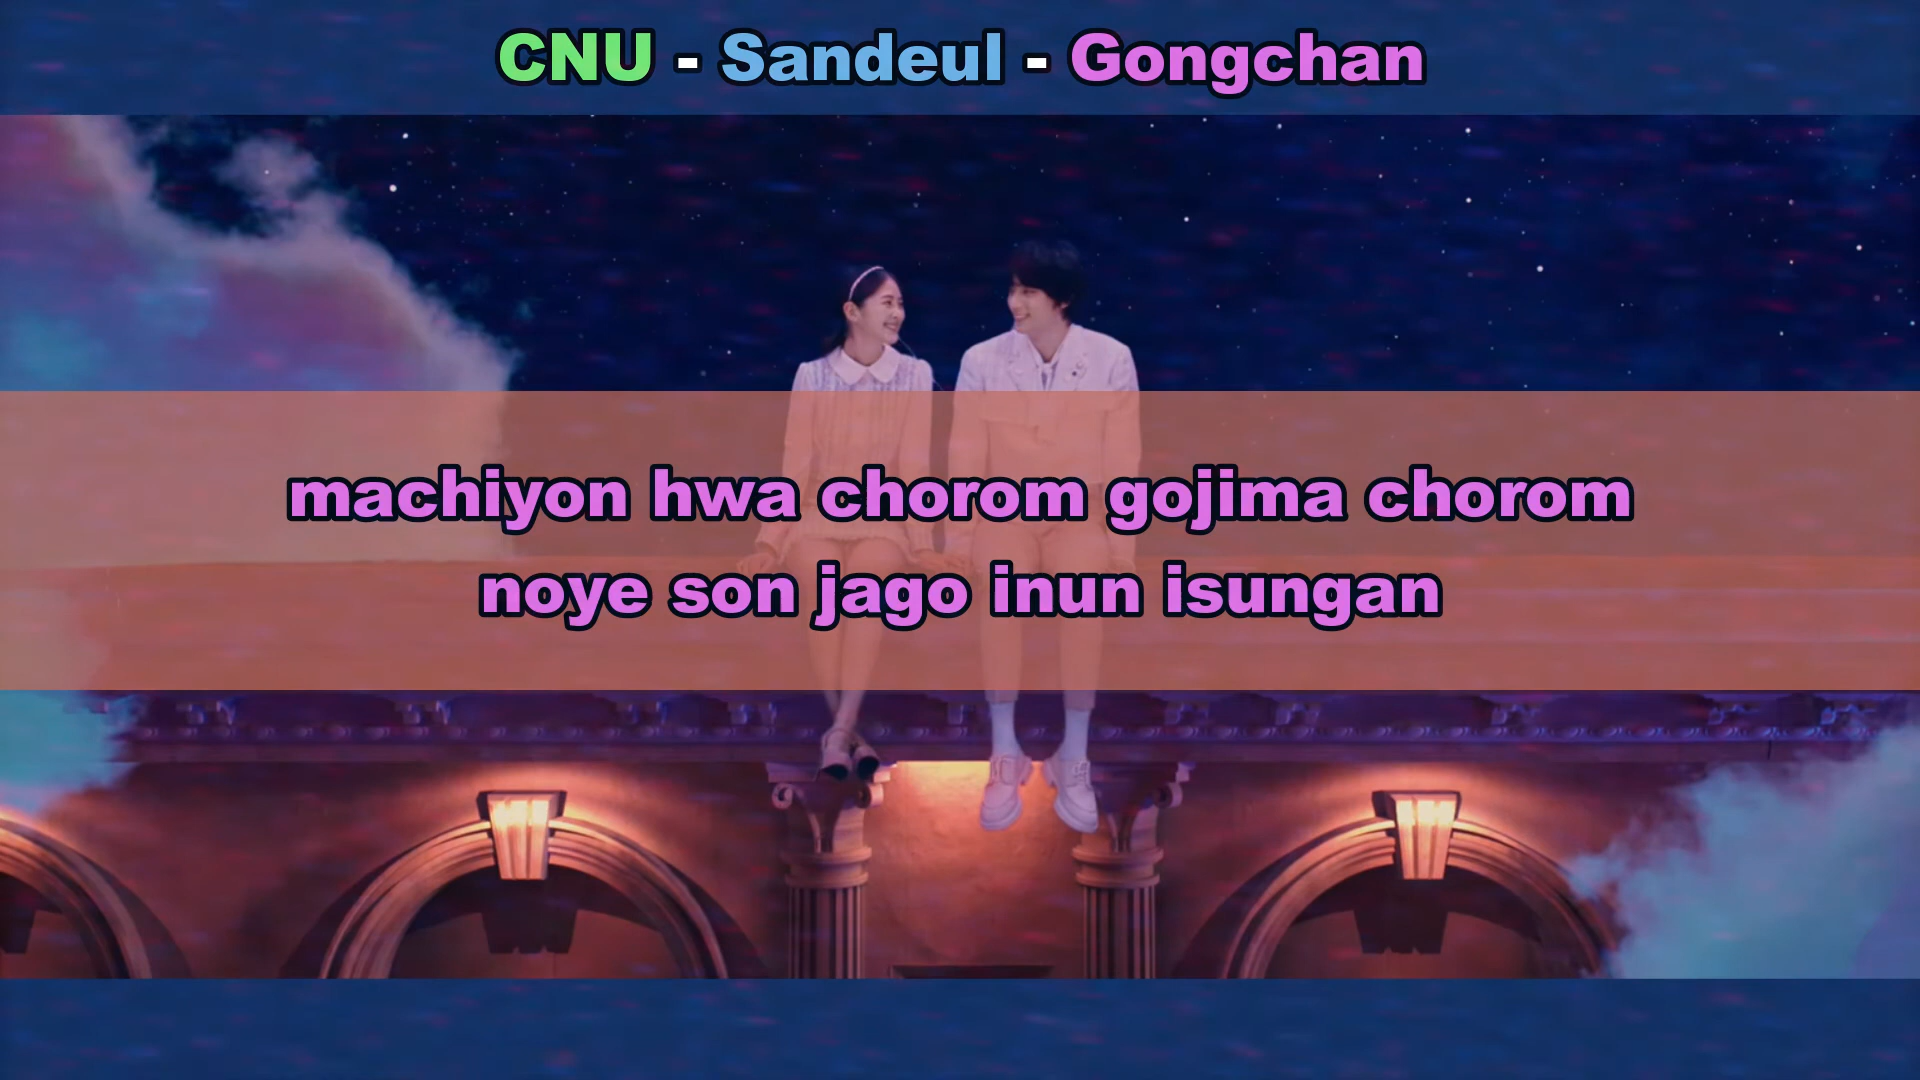 CNU - Sandeul - Gongchan
machiyon hwa chorom gojima chorom
noye son jago inun isungan